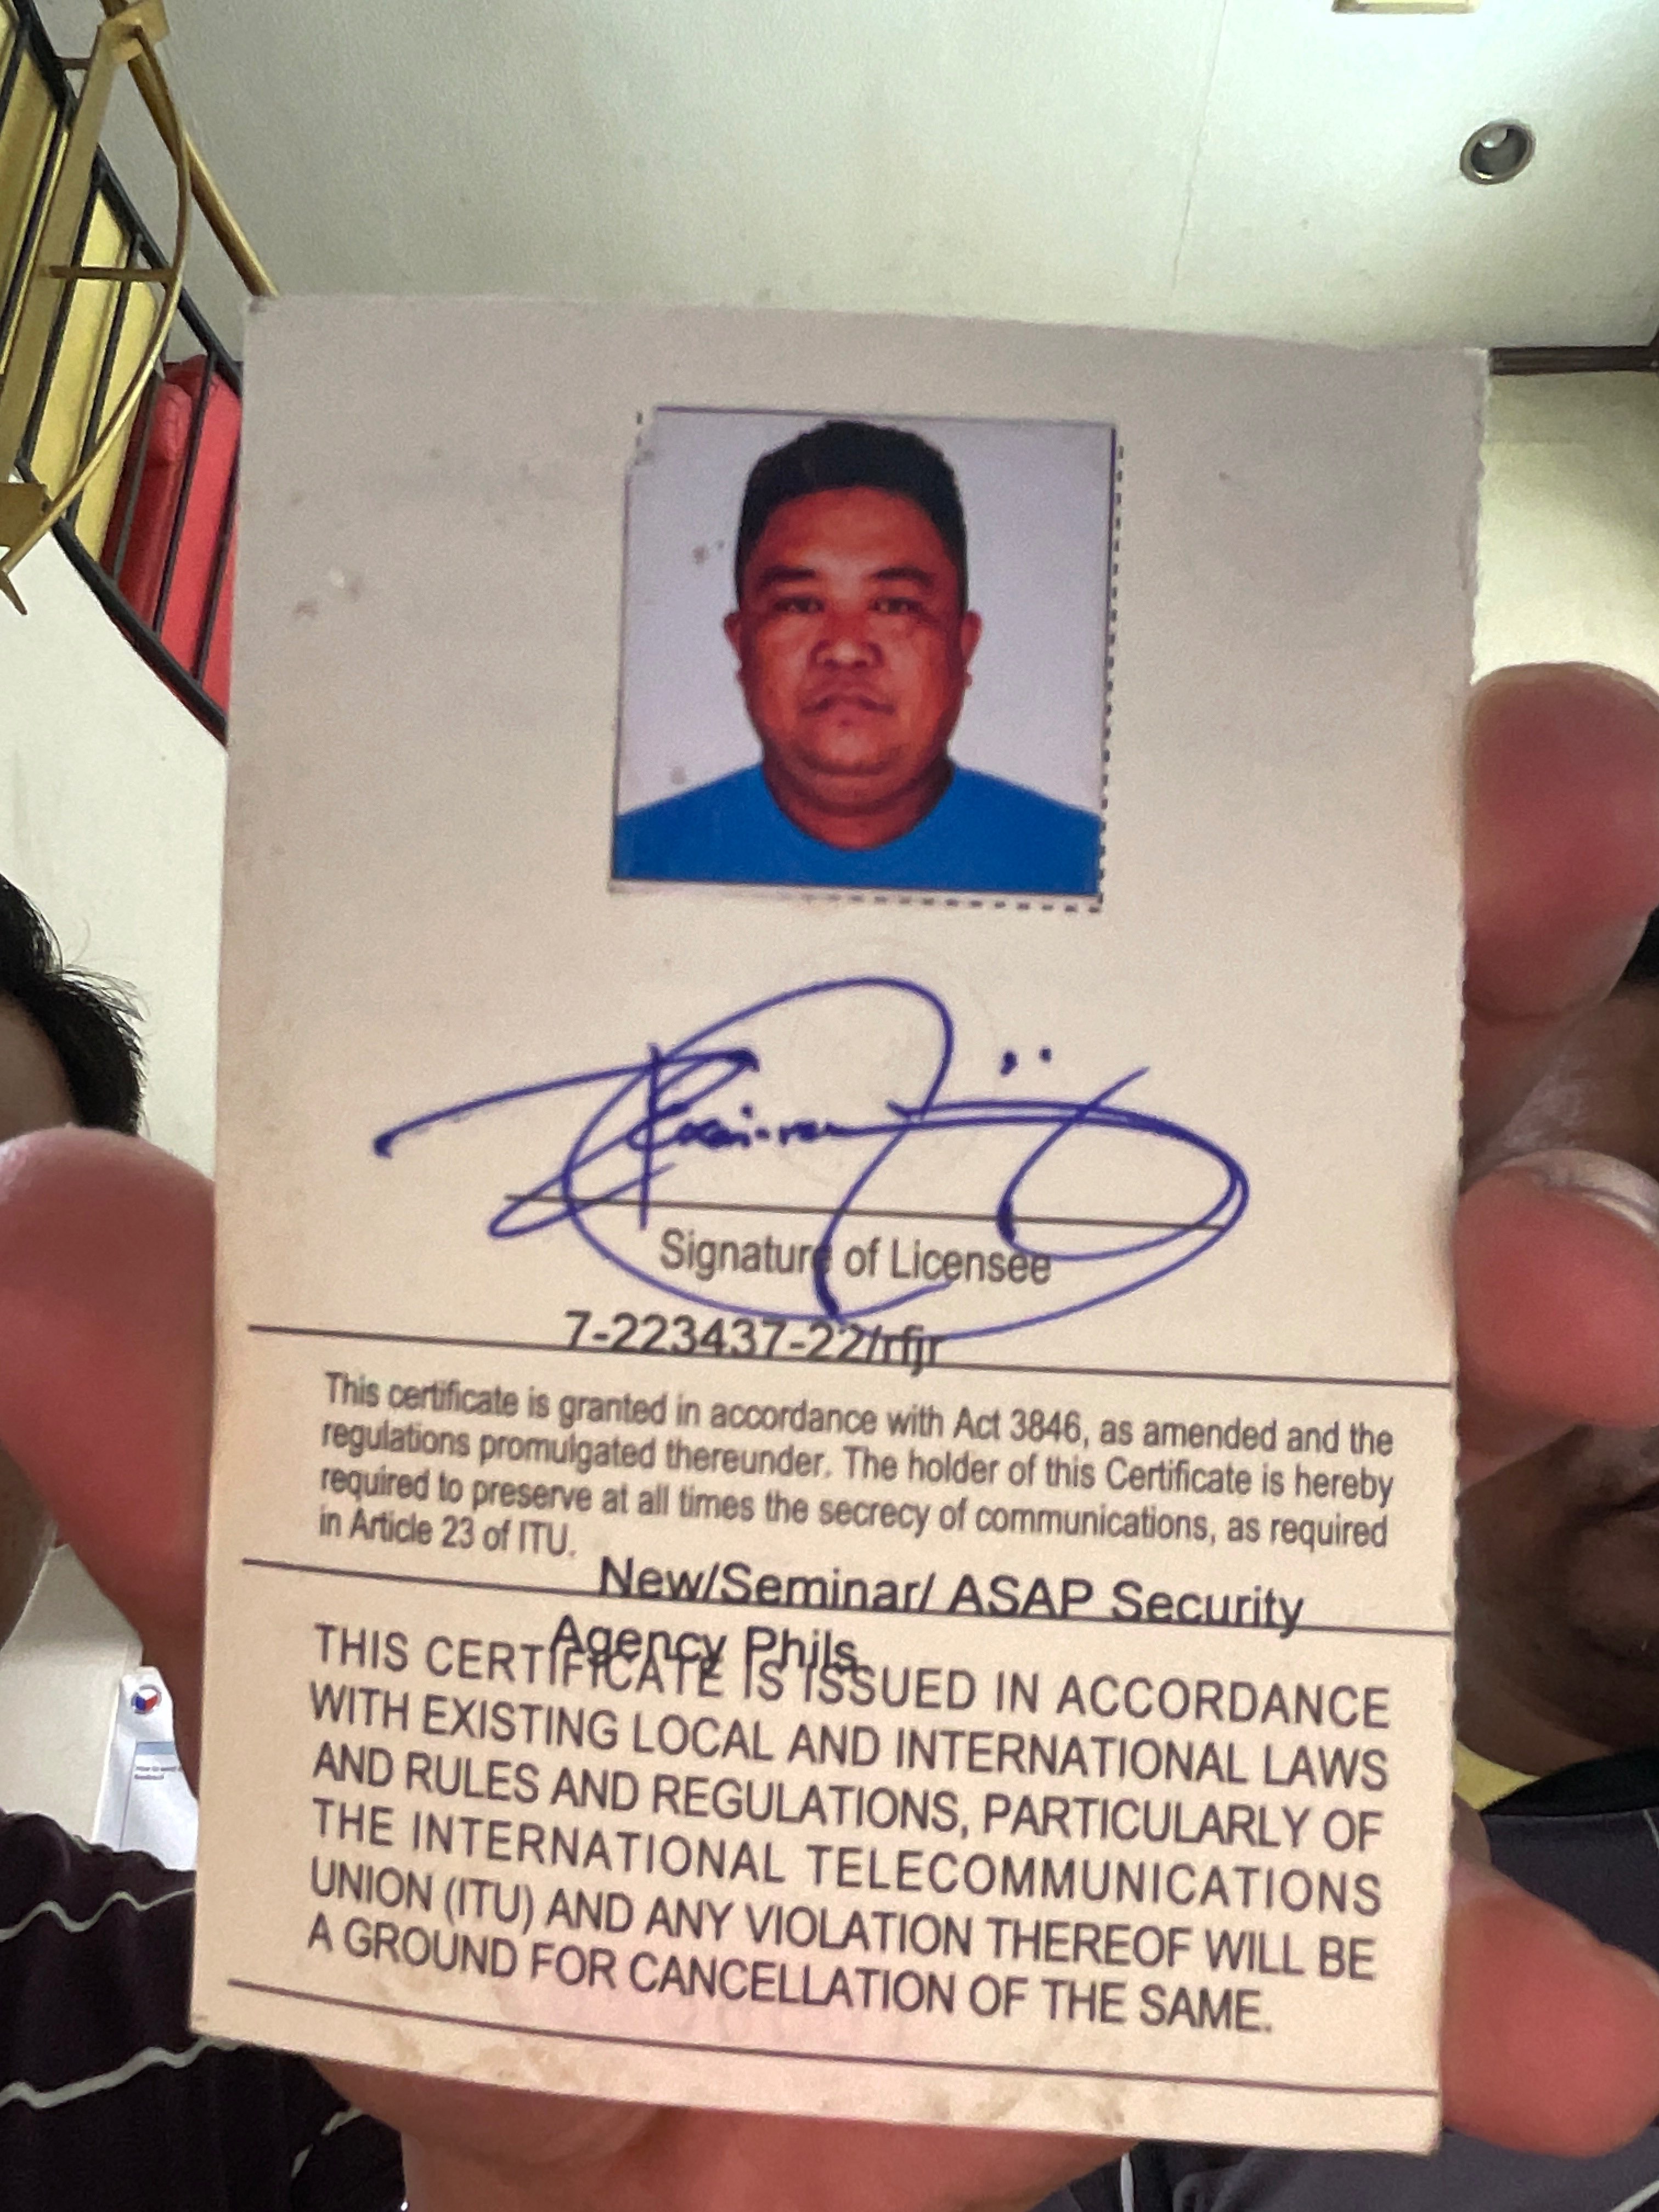 Signature of Licensee
7-223437-22/rfjr
This certificate is granted in accordance with Act 3846, as amended and the
regulations promulgated thereunder. The holder of this Certificate is hereby
required to preserve at all times the secrecy of communications, as required
in Article 23 of ITU.
New/Seminar/ ASAP Security
Agency Phils.
THIS CERTIFICATE IS ISSUED IN ACCORDANCE
WITH EXISTING LOCAL AND INTERNATIONAL LAWS
AND RULES AND REGULATIONS, PARTICULARLY OF
THE INTERNATIONAL TELECOMMUNICATIONS
UNION (ITU) AND ANY VIOLATION THEREOF WILL BE
A GROUND FOR CANCELLATION OF THE SAME.